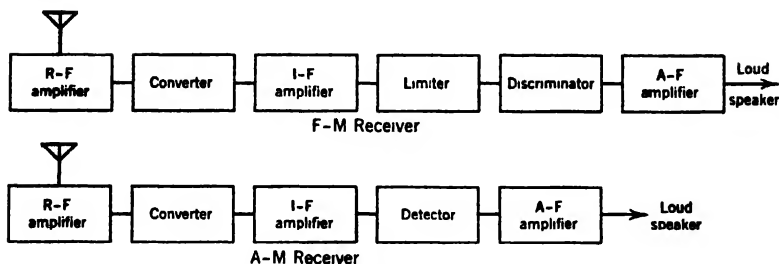 R-F
amplifier
Converter
I-F
amplifier
Limiter
Discriminator
A-F
amplifier
Loud
speaker
F-M Receiver
R-F
amplifier
Converter
I-F
amplifier
Detector
A-F
amplifier
Loud
speaker
A-M Receiver